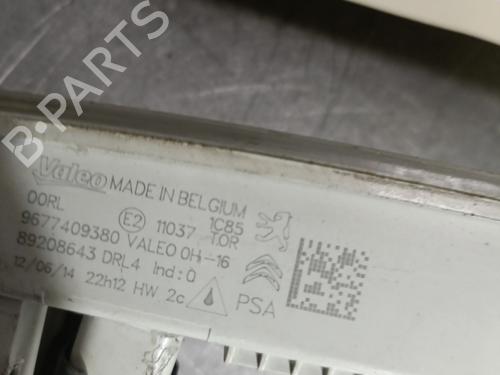 B-PARTS
Valeo MADE IN BELGIUM
OORL E2 11037 1C85
TOR
9677409380 VALEO 0H-16
89208643 DRL4 Ind:0
12/06/14 22h12 HW 2c PSA